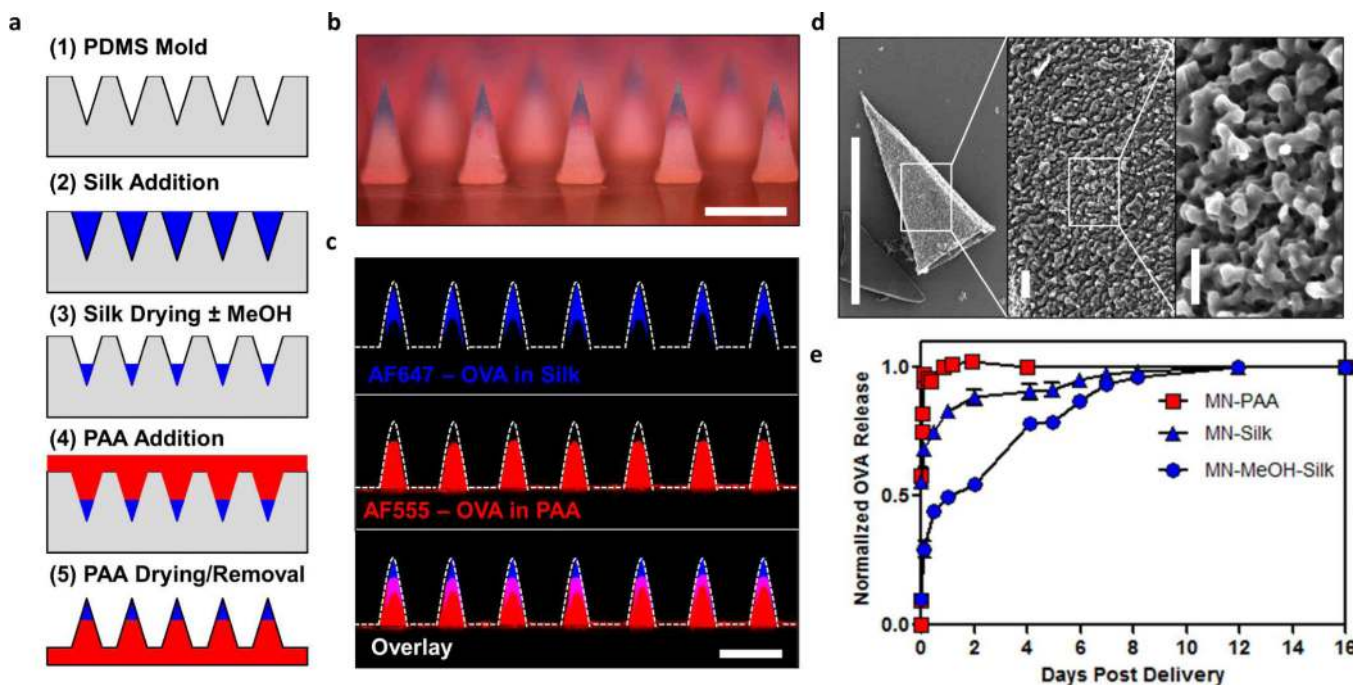 a
(1) PDMS Mold
(2) Silk Addition
(3) Silk Drying ± MeOH
(4) PAA Addition
(5) PAA Drying/Removal
b
c
AF647 – OVA in Silk
AF555 – OVA in PAA
Overlay
d
e
Normalized OVA Release
1.0
0.5
0.0
MN-PAA
MN-Silk
MN-MeOH-Silk
0 2 4 6 8 10 12 14 16
Days Post Delivery